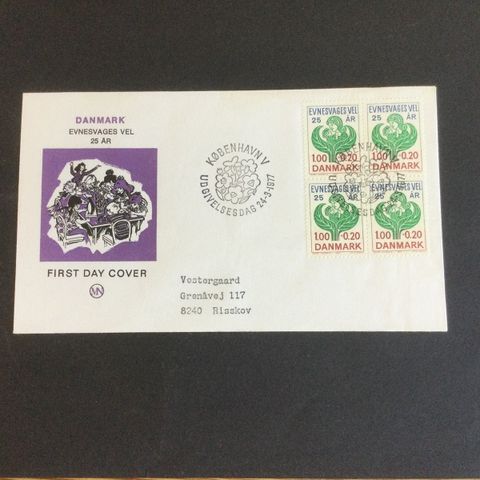 DANMARK
EVNESVAGES VEL
25 ÅR
FIRST DAY COVER
MN
KØBENHAVN V
UDGIVELSESDAG 24-3-1977
Vestergaard
Grenåvej 117
8240 Risskov
EVNESVAGES VEL
25 ÅR
1.00+0.20
DANMARK
EVNESVAGES VEL
25 ÅR
1.00+0.20
DANMARK
EVNESVAGES VEL
25 ÅR
1.00+0.20
DANMARK
EVNESVAGES VEL
25 ÅR
1.00+0.20
DANMARK